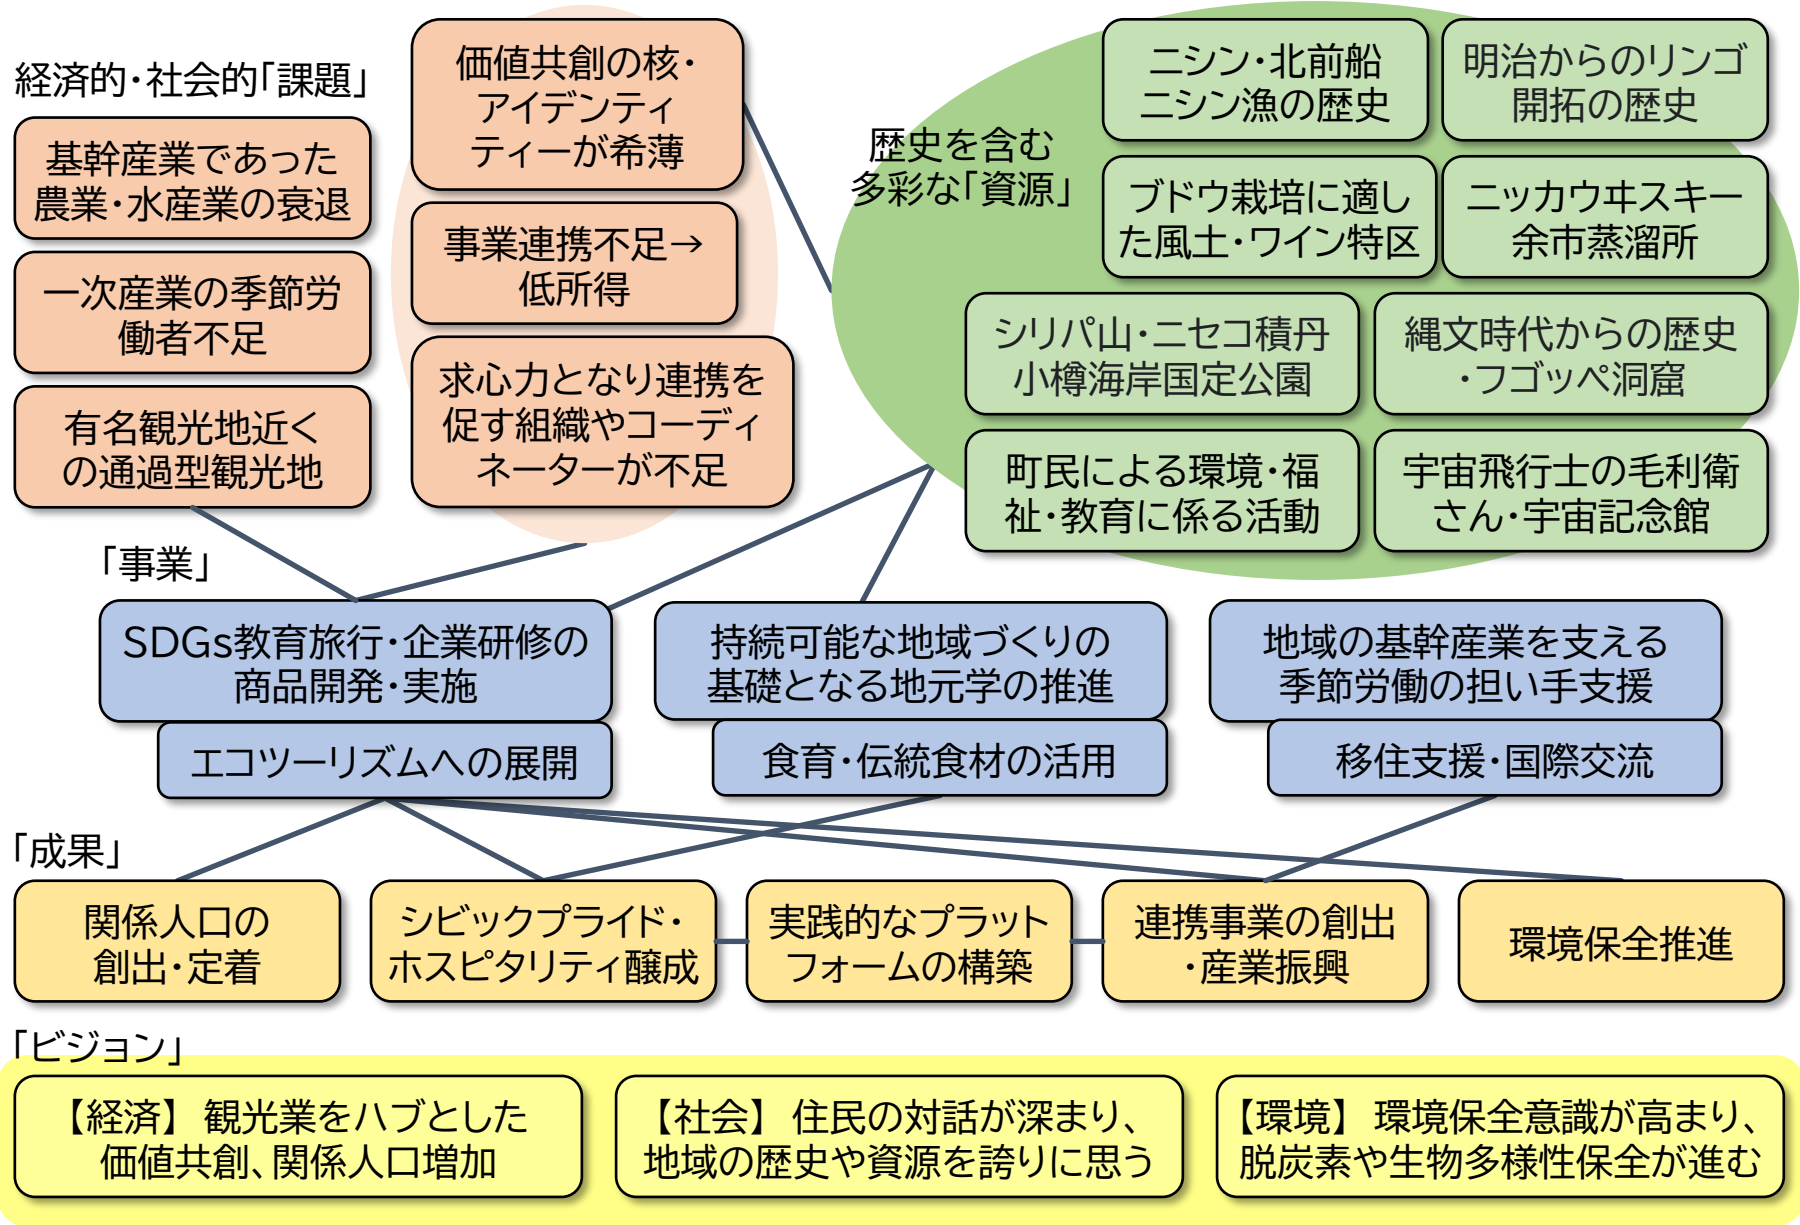 経済的・社会的「課題」
基幹産業であった
農業・水産業の衰退
一次産業の季節労
働者不足
有名観光地近く
の通過型観光地
価値共創の核・
アイデンティ
ティーが希薄
事業連携不足→
低所得
求心力となり連携を
促す組織やコーディ
ネーターが不足
歴史を含む
多彩な「資源」
ニシン・北前船
ニシン漁の歴史
明治からのリンゴ
開拓の歴史
ブドウ栽培に適し
た風土・ワイン特区
ニッカウヰスキー
余市蒸溜所
シリパ山・ニセコ積丹
小樽海岸国定公園
縄文時代からの歴史
・フゴッペ洞窟
町民による環境・福
祉・教育に係る活動
宇宙飛行士の毛利衛
さん・宇宙記念館
「事業」
SDGs教育旅行・企業研修の
商品開発・実施
エコツーリズムへの展開
持続可能な地域づくりの
基礎となる地元学の推進
食育・伝統食材の活用
地域の基幹産業を支える
季節労働の担い手支援
移住支援・国際交流
「成果」
関係人口の
創出・定着
シビックプライド・
ホスピタリティ醸成
実践的なプラット
フォームの構築
連携事業の創出
・産業振興
環境保全推進
「ビジョン」
【経済】 観光業をハブとした
価値共創、関係人口増加
【社会】 住民の対話が深まり、
地域の歴史や資源を誇りに思う
【環境】 環境保全意識が高まり、
脱炭素や生物多様性保全が進む